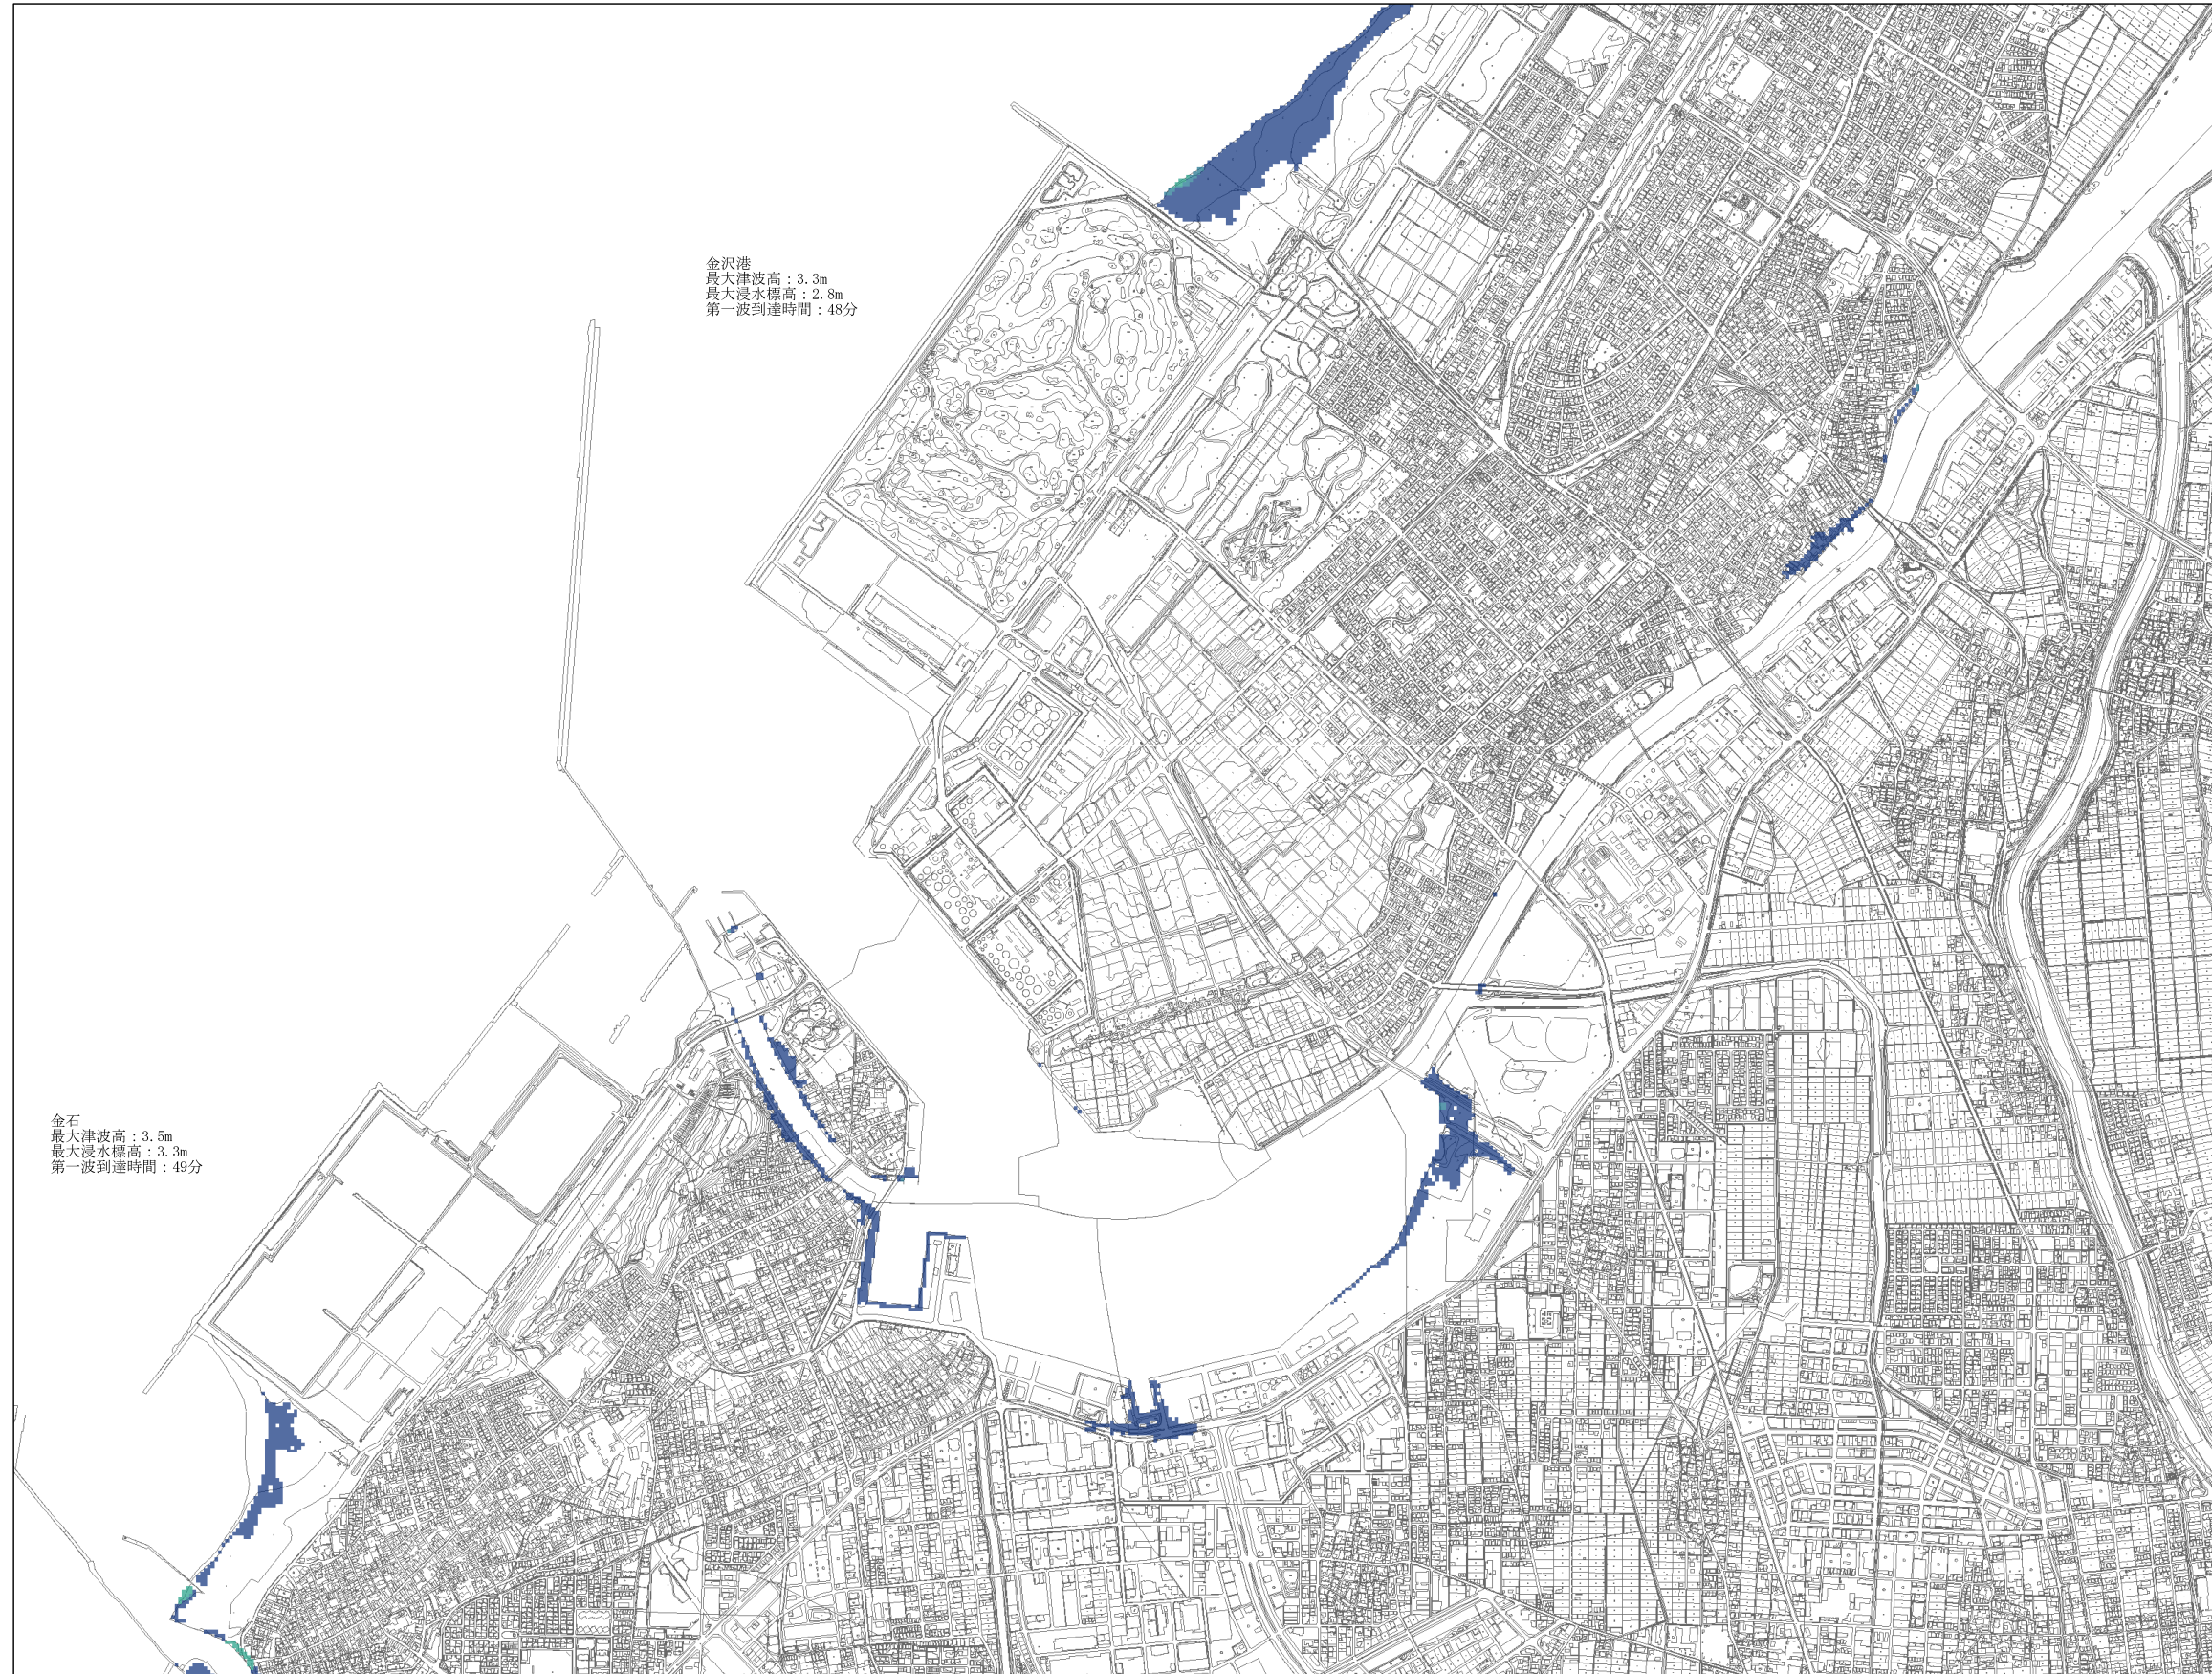 金沢港
最大津波高：3.3m
最大浸水標高：2.8m
第一波到達時間：48分
金石
最大津波高：3.5m
最大浸水標高：3.3m
第一波到達時間：49分